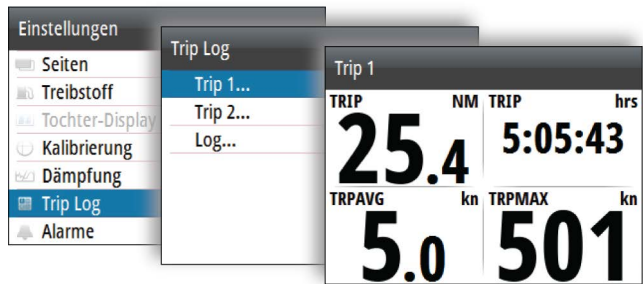 Einstellungen
Seiten
Treibstoff
Tochter-Display
Kalibrierung
Dämpfung
Trip Log
Alarme
Trip Log
Trip 1...
Trip 2...
Log...
Trip 1
TRIP NM
25.4
TRIP hrs
5:05:43
TRPAVG kn
5.0
TRPMAX kn
501